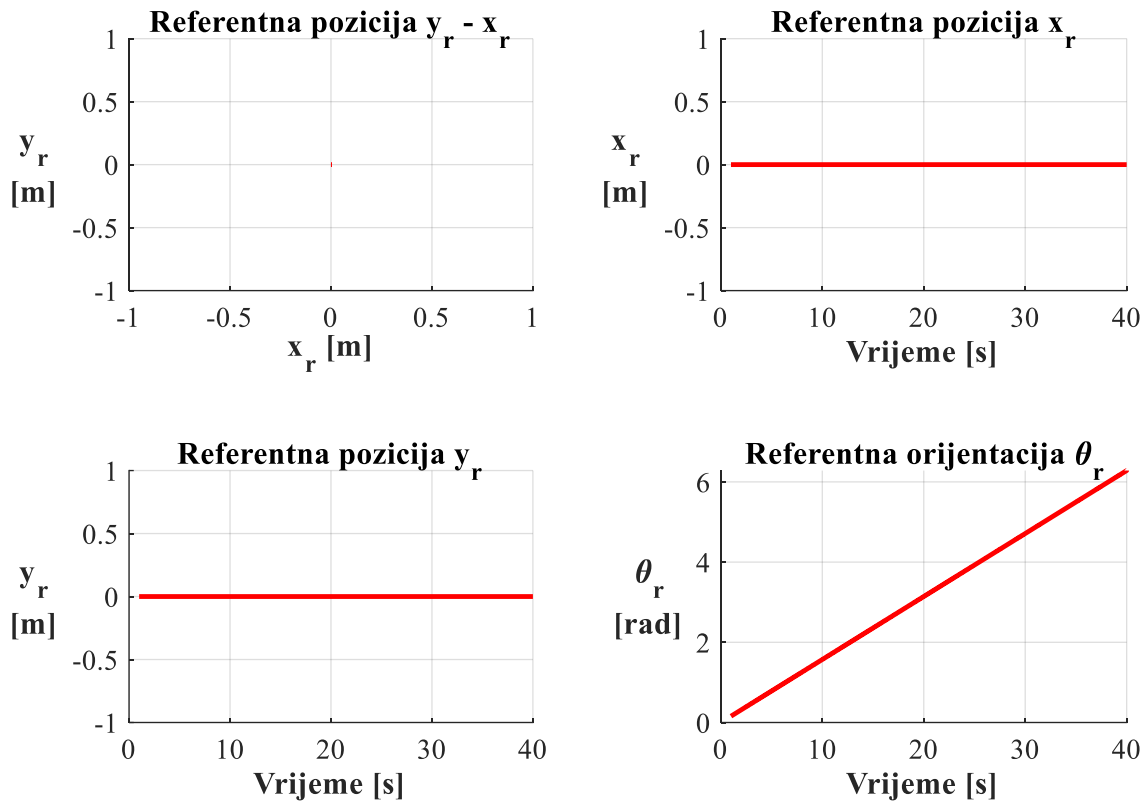 Referentna pozicija y_r - x_r
1
0.5
0
-0.5
-1
y_r
[m]
-1 -0.5 0 0.5 1
x_r [m]
Referentna pozicija x_r
1
0.5
0
-0.5
-1
x_r
[m]
0 10 20 30 40
Vrijeme [s]
Referentna pozicija y_r
1
0.5
0
-0.5
-1
y_r
[m]
0 10 20 30 40
Vrijeme [s]
Referentna orijentacija θ_r
6
4
2
0
θ_r
[rad]
0 10 20 30 40
Vrijeme [s]